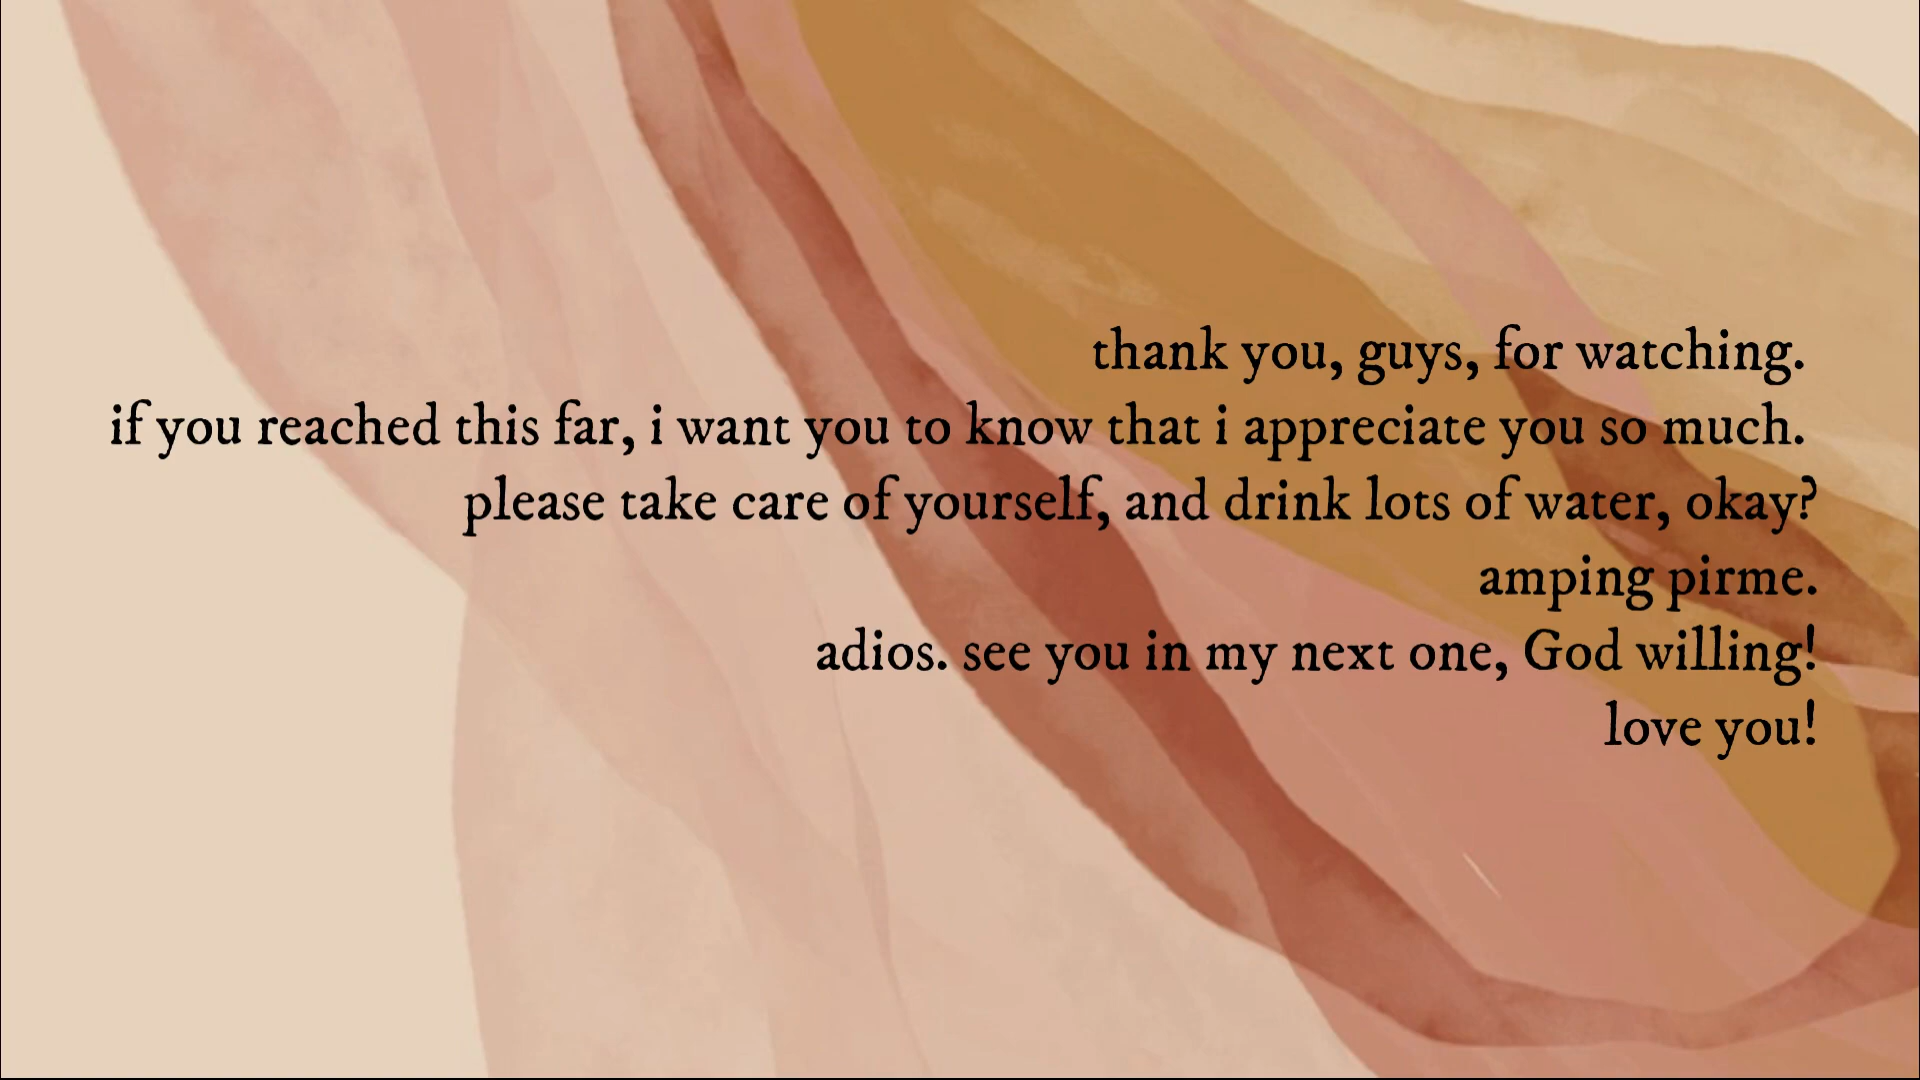 thank you, guys, for watching.
if you reached this far, i want you to know that i appreciate you so much.
please take care of yourself, and drink lots of water, okay?
amping pirme.
adios. see you in my next one, God willing!
love you!